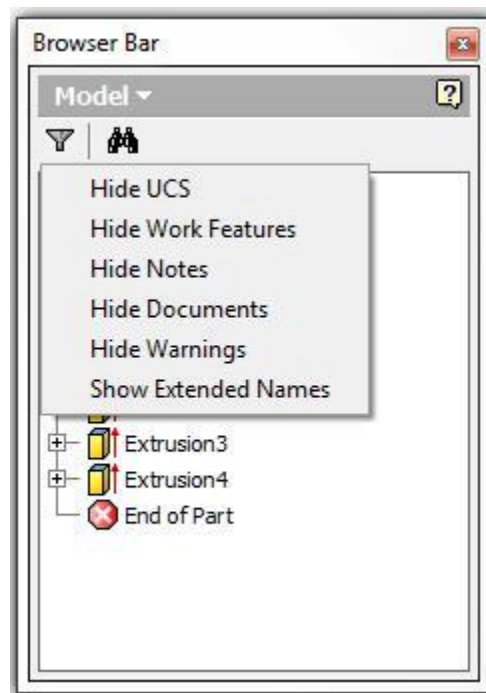 Browser Bar
Model
Hide UCS
Hide Work Features
Hide Notes
Hide Documents
Hide Warnings
Show Extended Names
Extrusion3
Extrusion4
End of Part